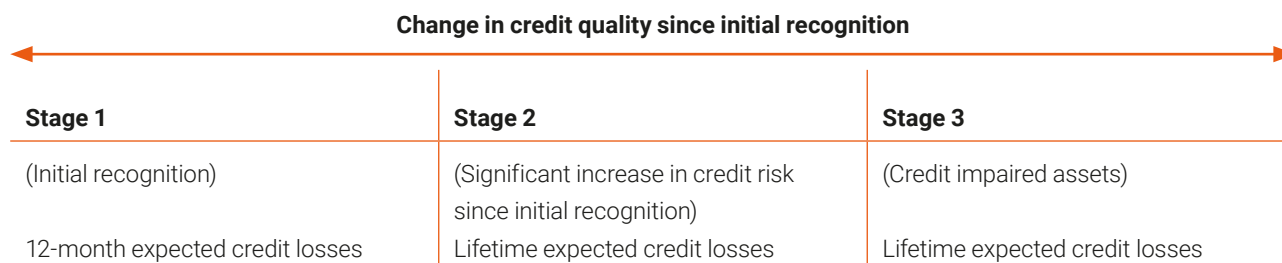 Change in credit quality since initial recognition
Stage 1
Stage 2
Stage 3
(Initial recognition)
(Significant increase in credit risk
since initial recognition)
(Credit impaired assets)
12-month expected credit losses
Lifetime expected credit losses
Lifetime expected credit losses